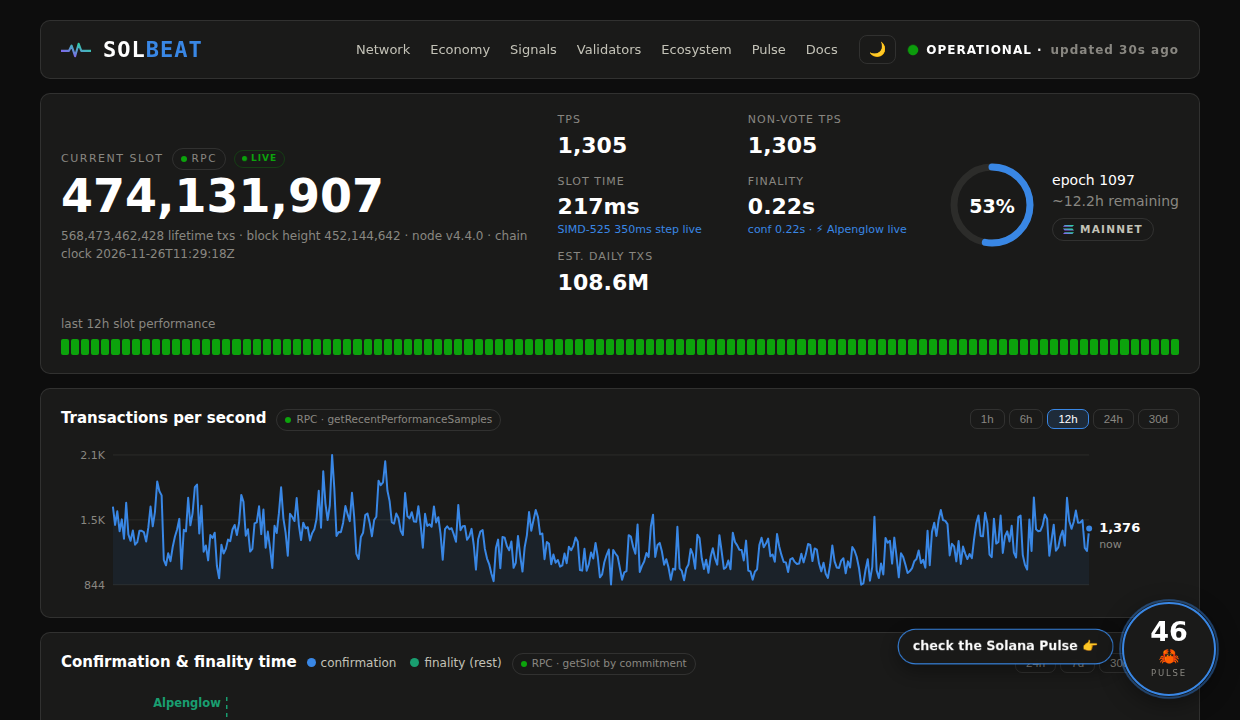 SOLBEAT
Network Economy Signals Validators Ecosystem Pulse Docs
OPERATIONAL · updated 30s ago
CURRENT SLOT RPC LIVE
474,131,907
568,473,462,428 lifetime txs · block height 452,144,642 · node v4.4.0 · chain
clock 2026-11-26T11:29:18Z
TPS
1,305
NON-VOTE TPS
1,305
SLOT TIME
217ms
SIMD-525 350ms step live
FINALITY
0.22s
conf 0.22s · ⚡ Alpenglow live
EST. DAILY TXS
108.6M
53%
epoch 1097
~12.2h remaining
MAINNET
last 12h slot performance
Transactions per second RPC · getRecentPerformanceSamples
1h 6h 12h 24h 30d
2.1K
1.5K
844
1,376
now
Confirmation & finality time confirmation finality (rest) RPC · getSlot by commitment
Alpenglow
check the Solana Pulse 👉
46
PULSE